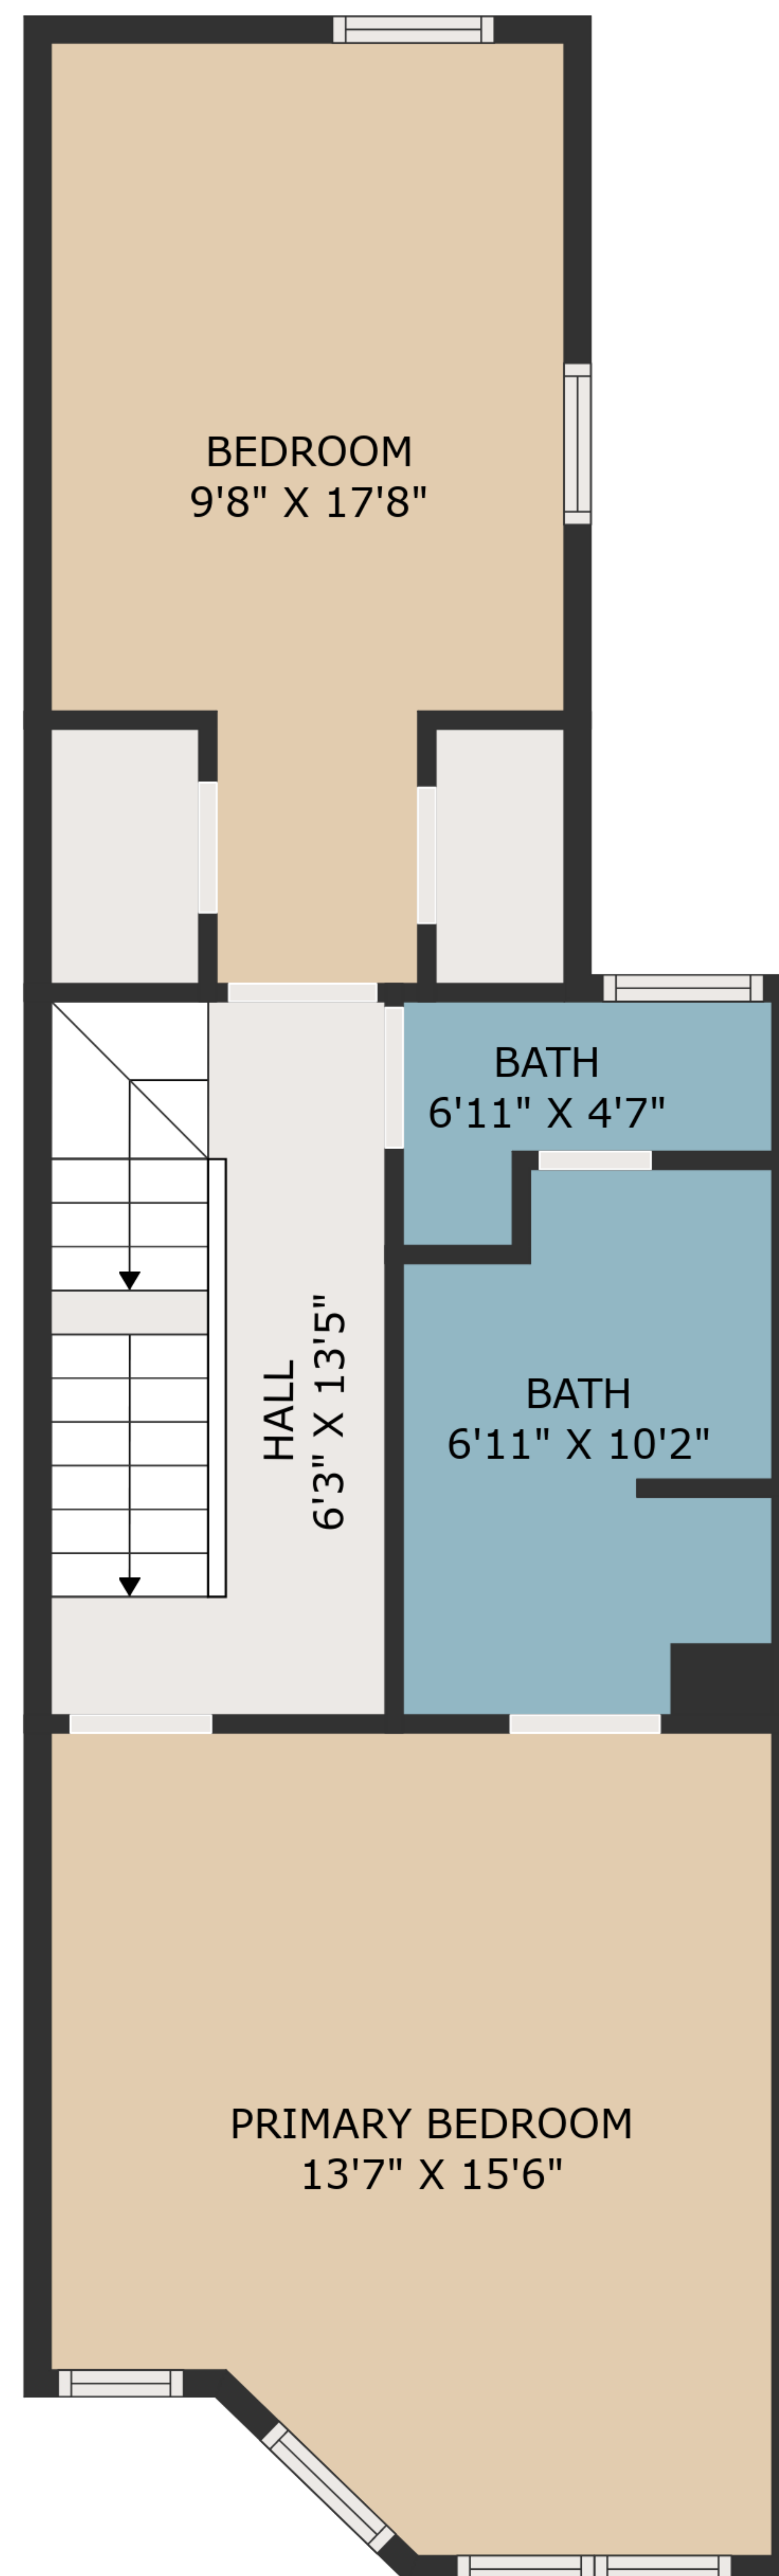 BEDROOM
9'8" X 17'8"
BATH
6'11" X 4'7"
HALL
6'3" X 13'5"
BATH
6'11" X 10'2"
PRIMARY BEDROOM
13'7" X 15'6"